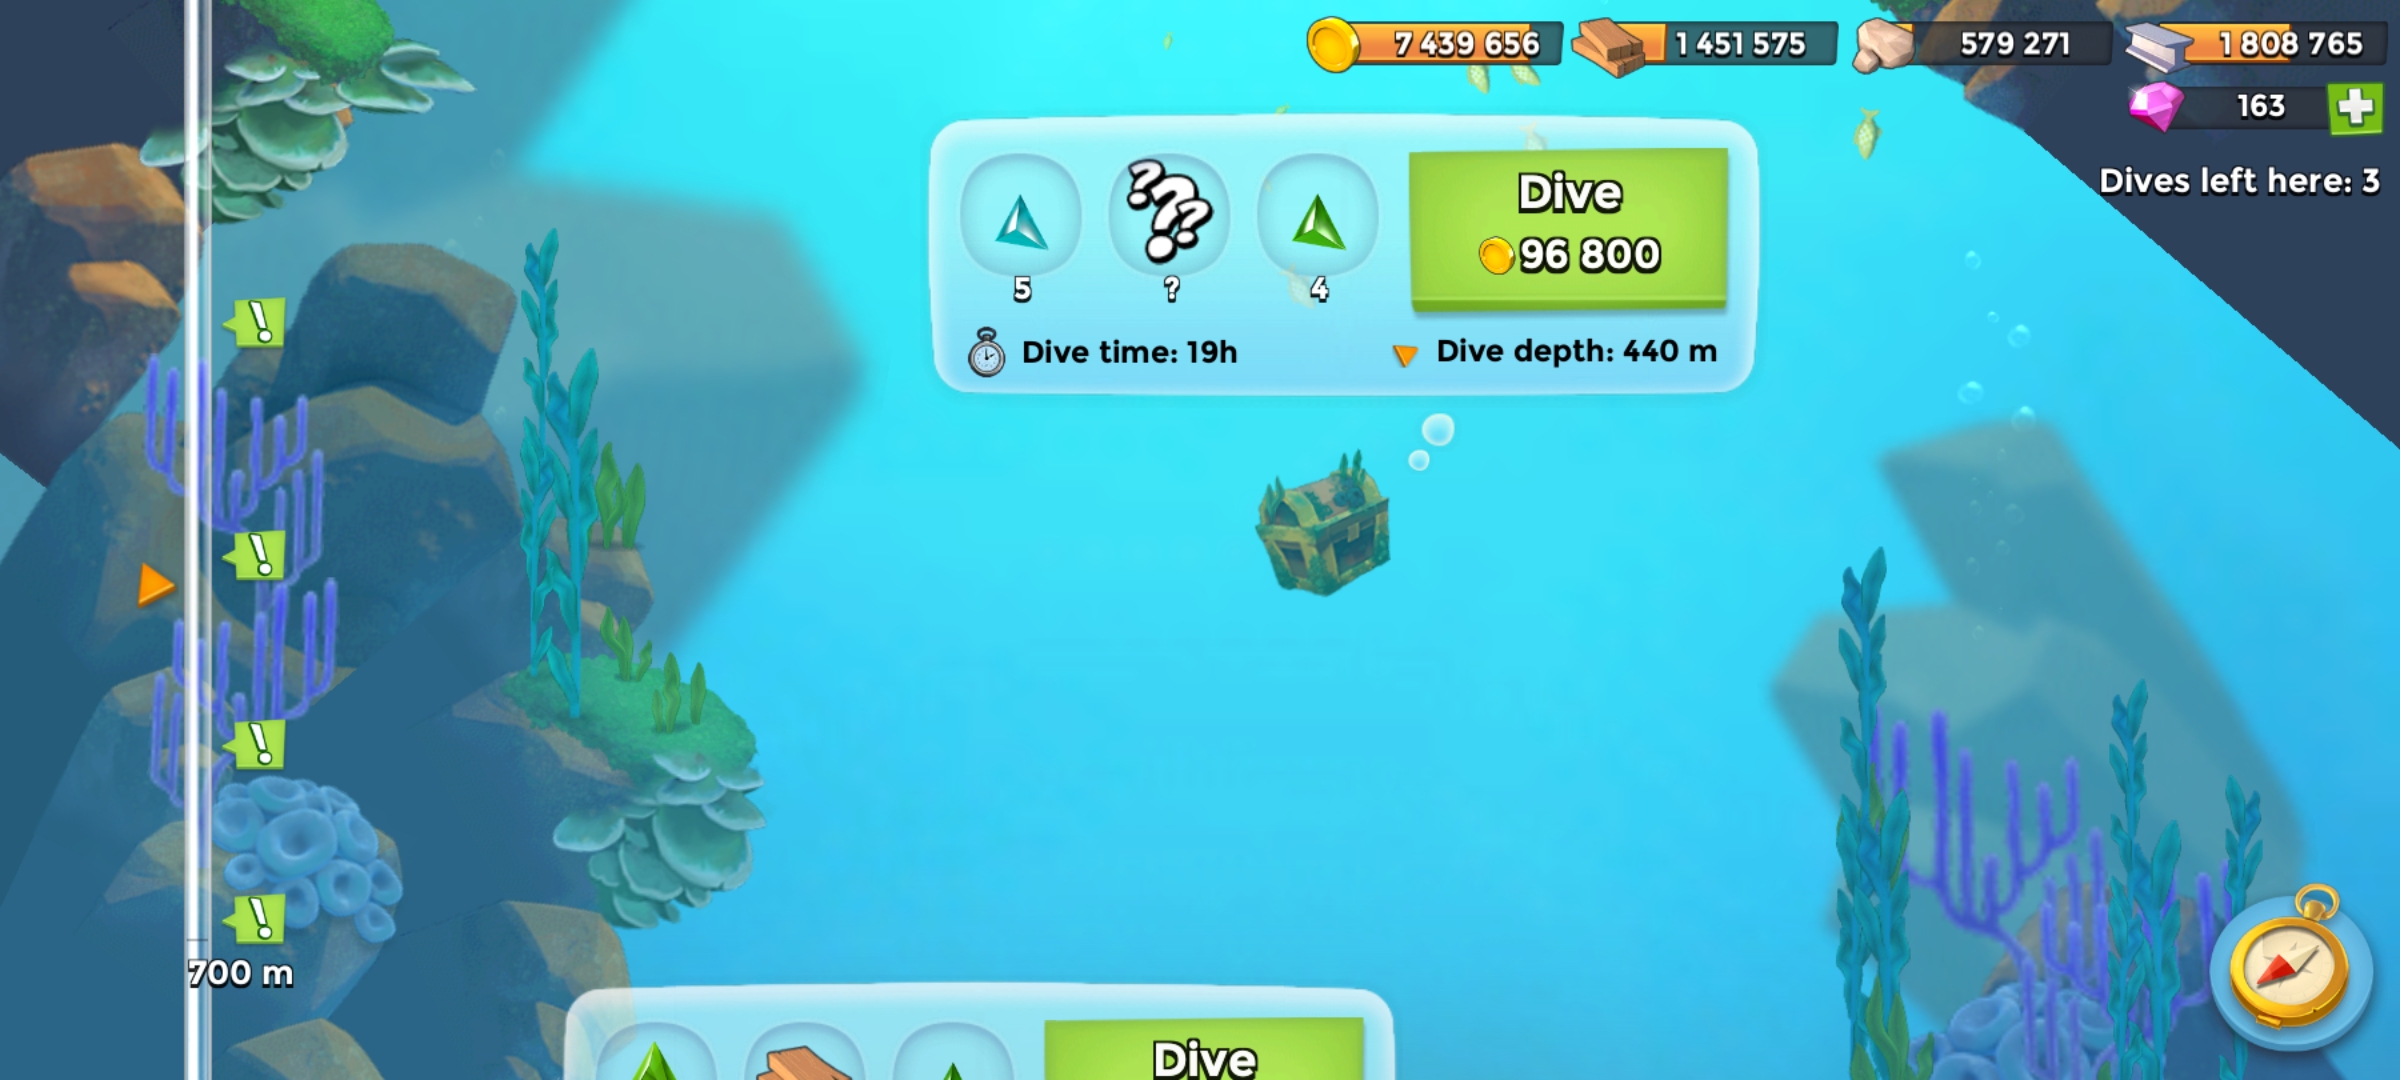 7 439 656
1 451 575
579 271
1 808 765
163
Dives left here: 3
???
5
?
4
Dive
96 800
Dive time: 19h
Dive depth: 440 m
!
!
!
!
700 m
Dive